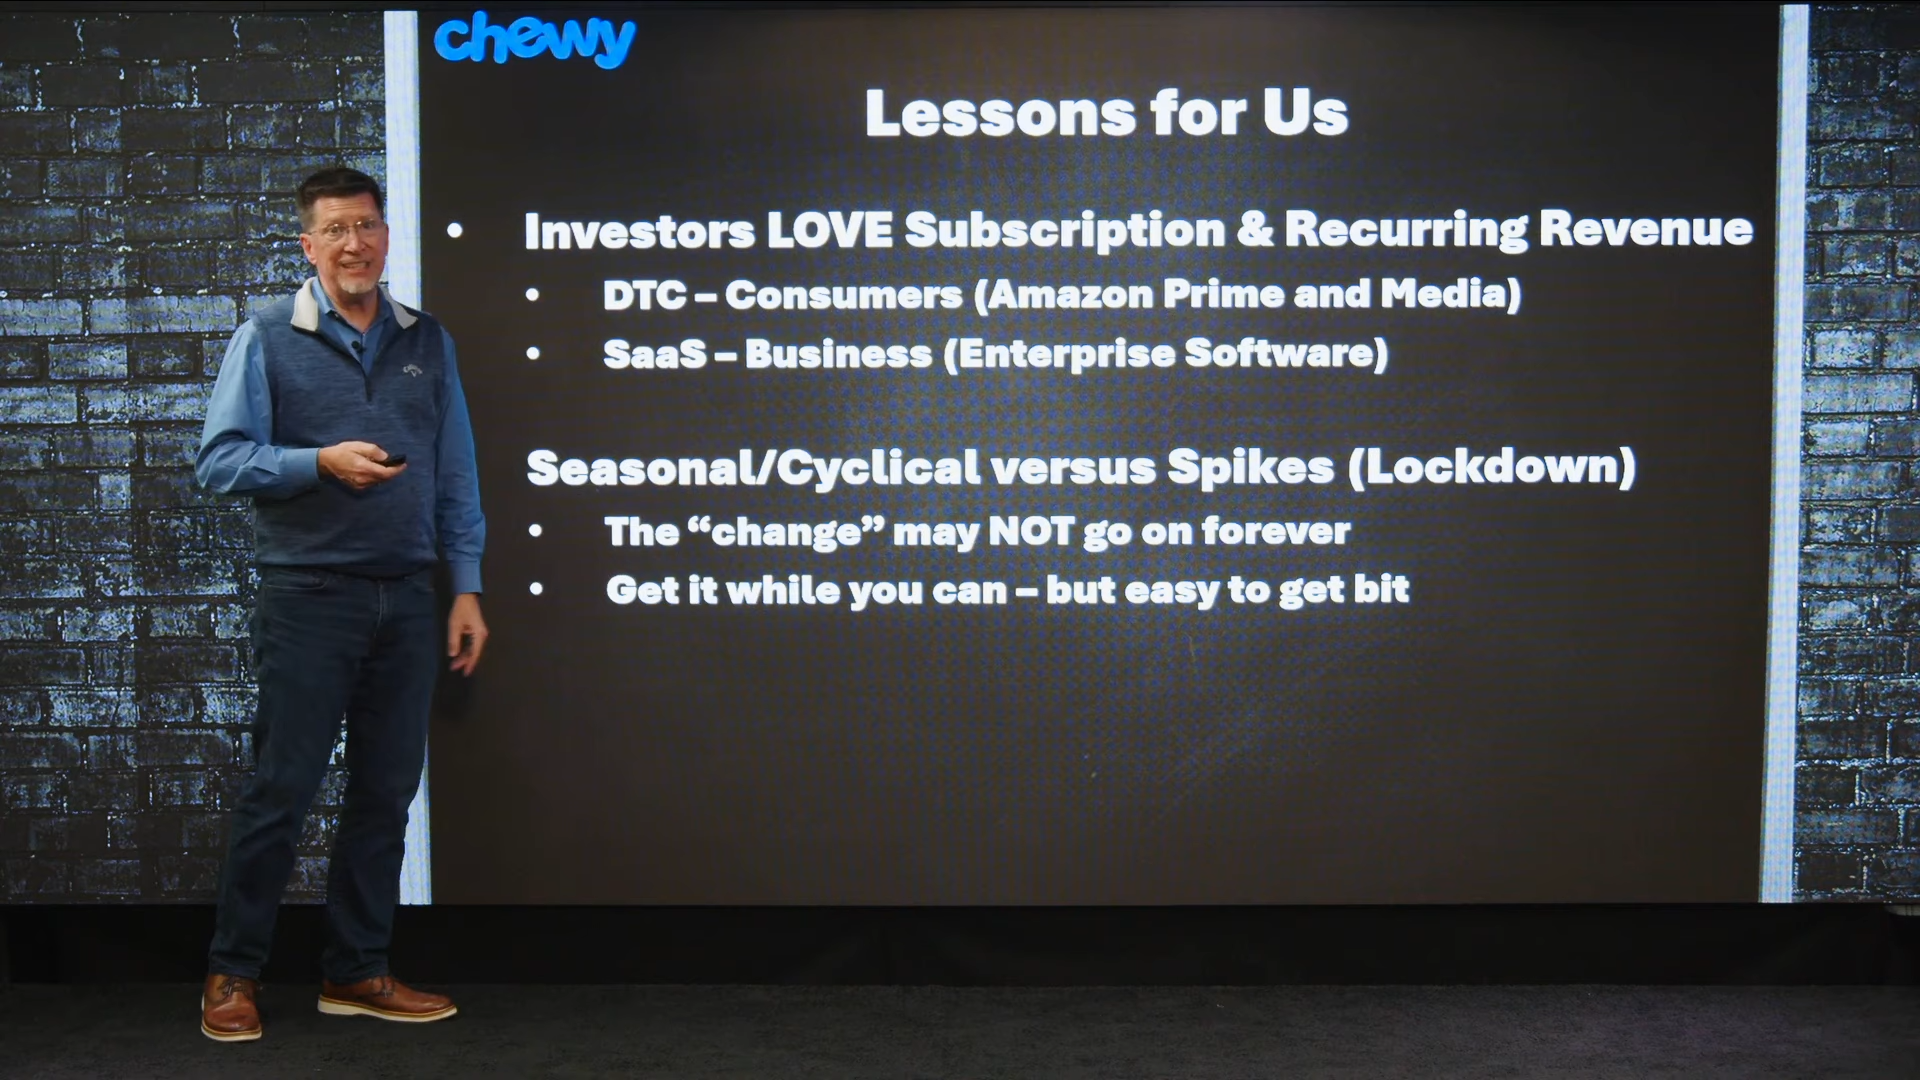 chewy
Lessons for Us
• Investors LOVE Subscription & Recurring Revenue
• DTC – Consumers (Amazon Prime and Media)
• SaaS – Business (Enterprise Software)
Seasonal/Cyclical versus Spikes (Lockdown)
• The “change” may NOT go on forever
• Get it while you can – but easy to get bit